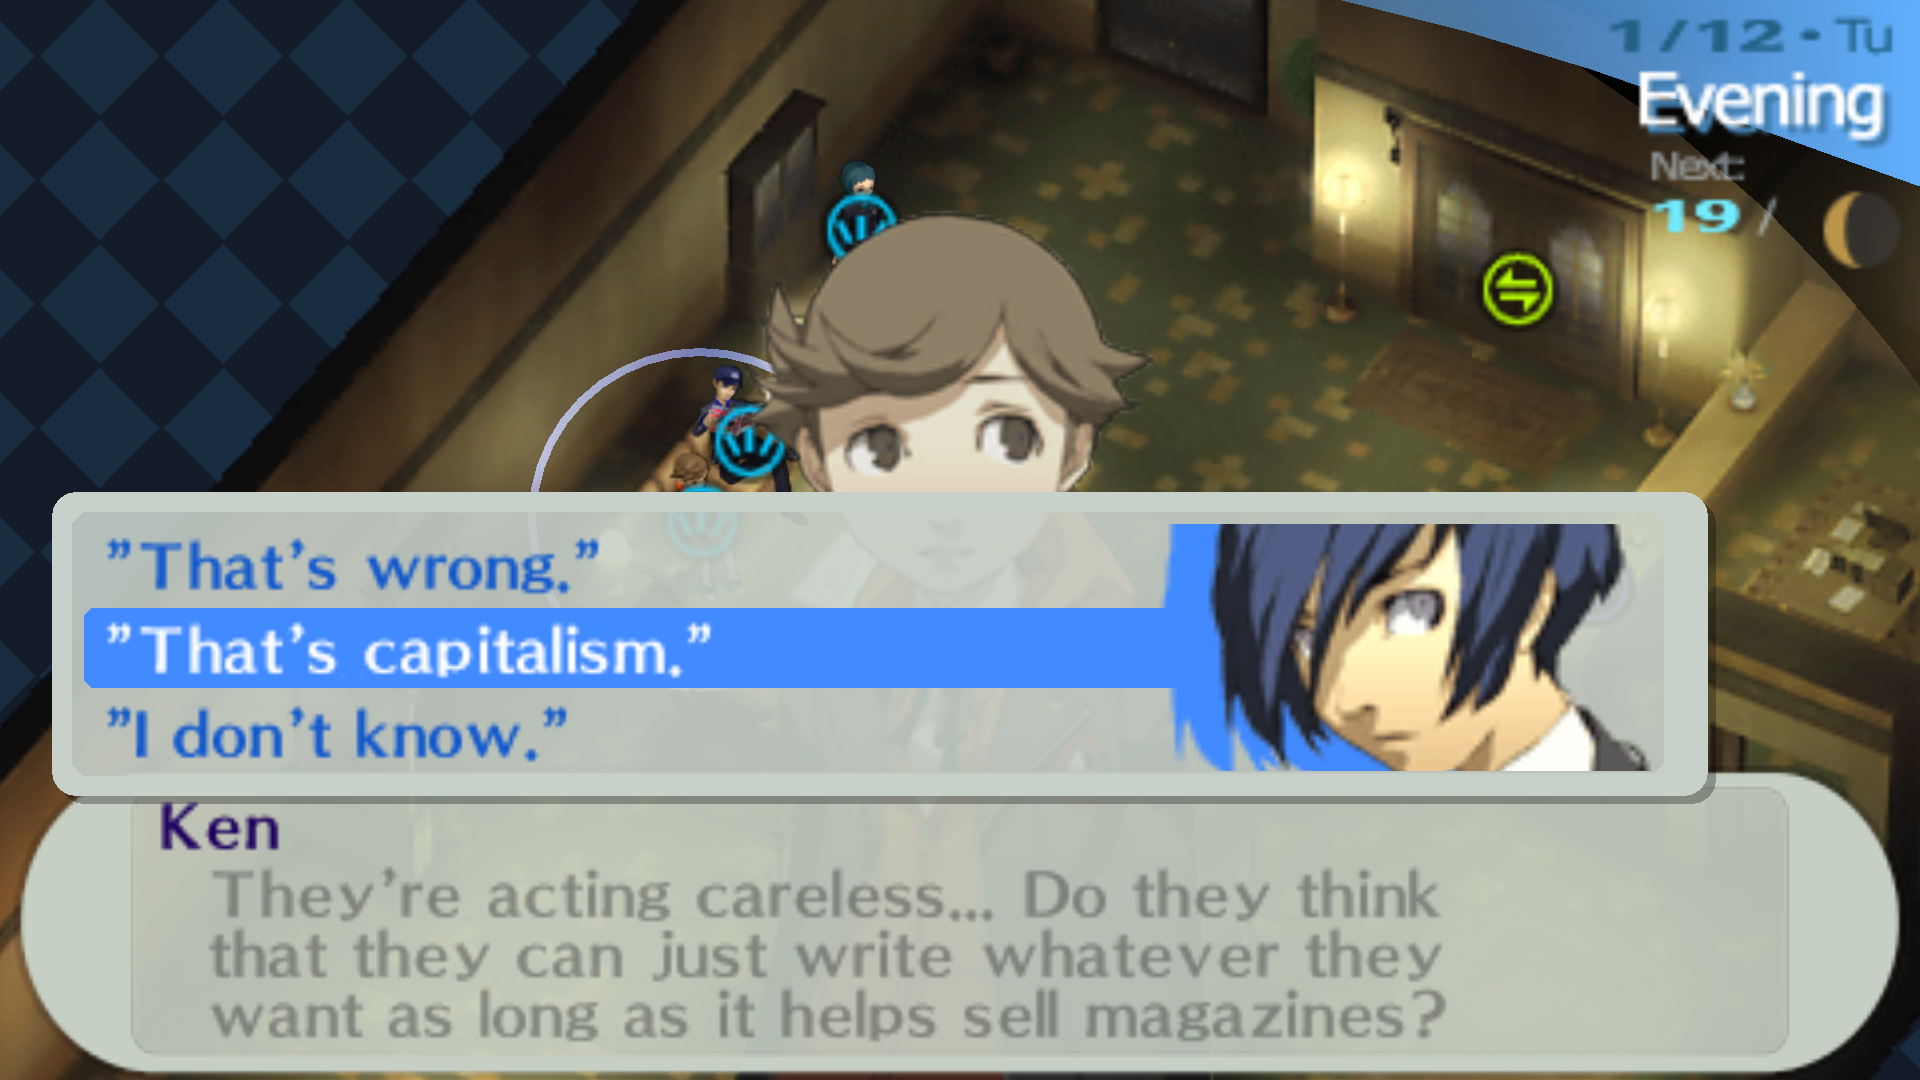 1/12 • Tu
Evening
Next:
19 /
”That’s wrong.”
”That’s capitalism.”
”I don’t know.”
Ken
They’re acting careless... Do they think
that they can just write whatever they
want as long as it helps sell magazines?